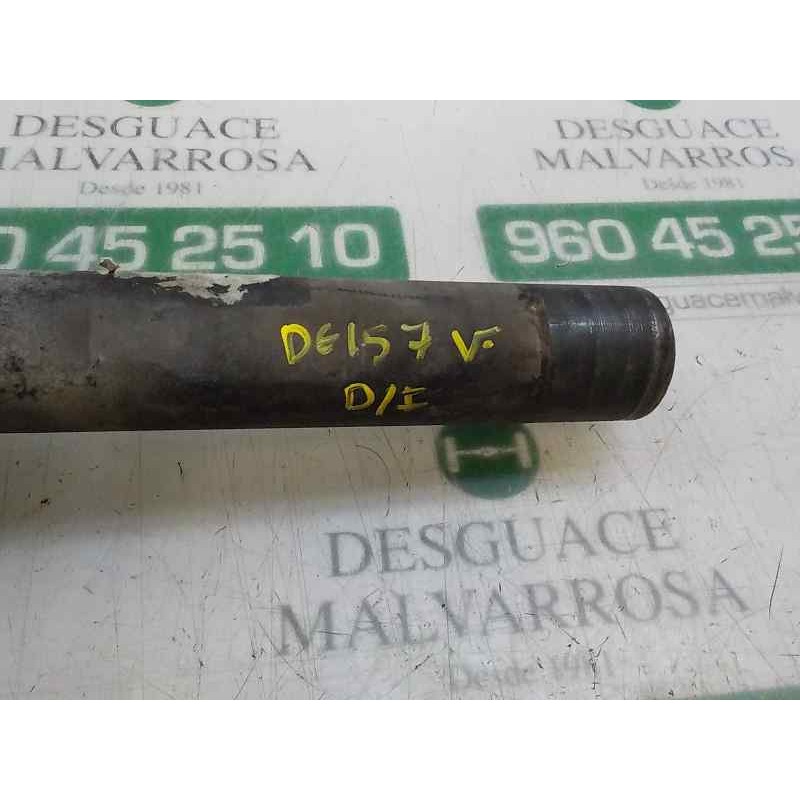 DESGUACE
MALVARROSA
Desde 1981
DESGUACE
MALVARROS
Desde 1981
0 45 25 10
960 45 25
guacemalv
DE157 V.
D/I
DESGUACE
MALVARROSA
Desde 1981